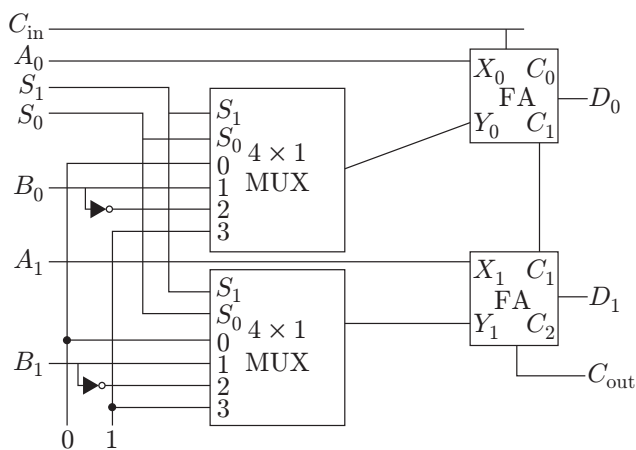 C_in
A_0
S_1
S_0
S_1
S_0
0
1
2
3
4 × 1
MUX
X_0 C_0
FA
Y_0 C_1
D_0
B_0
A_1
S_1
S_0
0
1
2
3
4 × 1
MUX
X_1 C_1
FA
Y_1 C_2
D_1
B_1
C_out
0 1